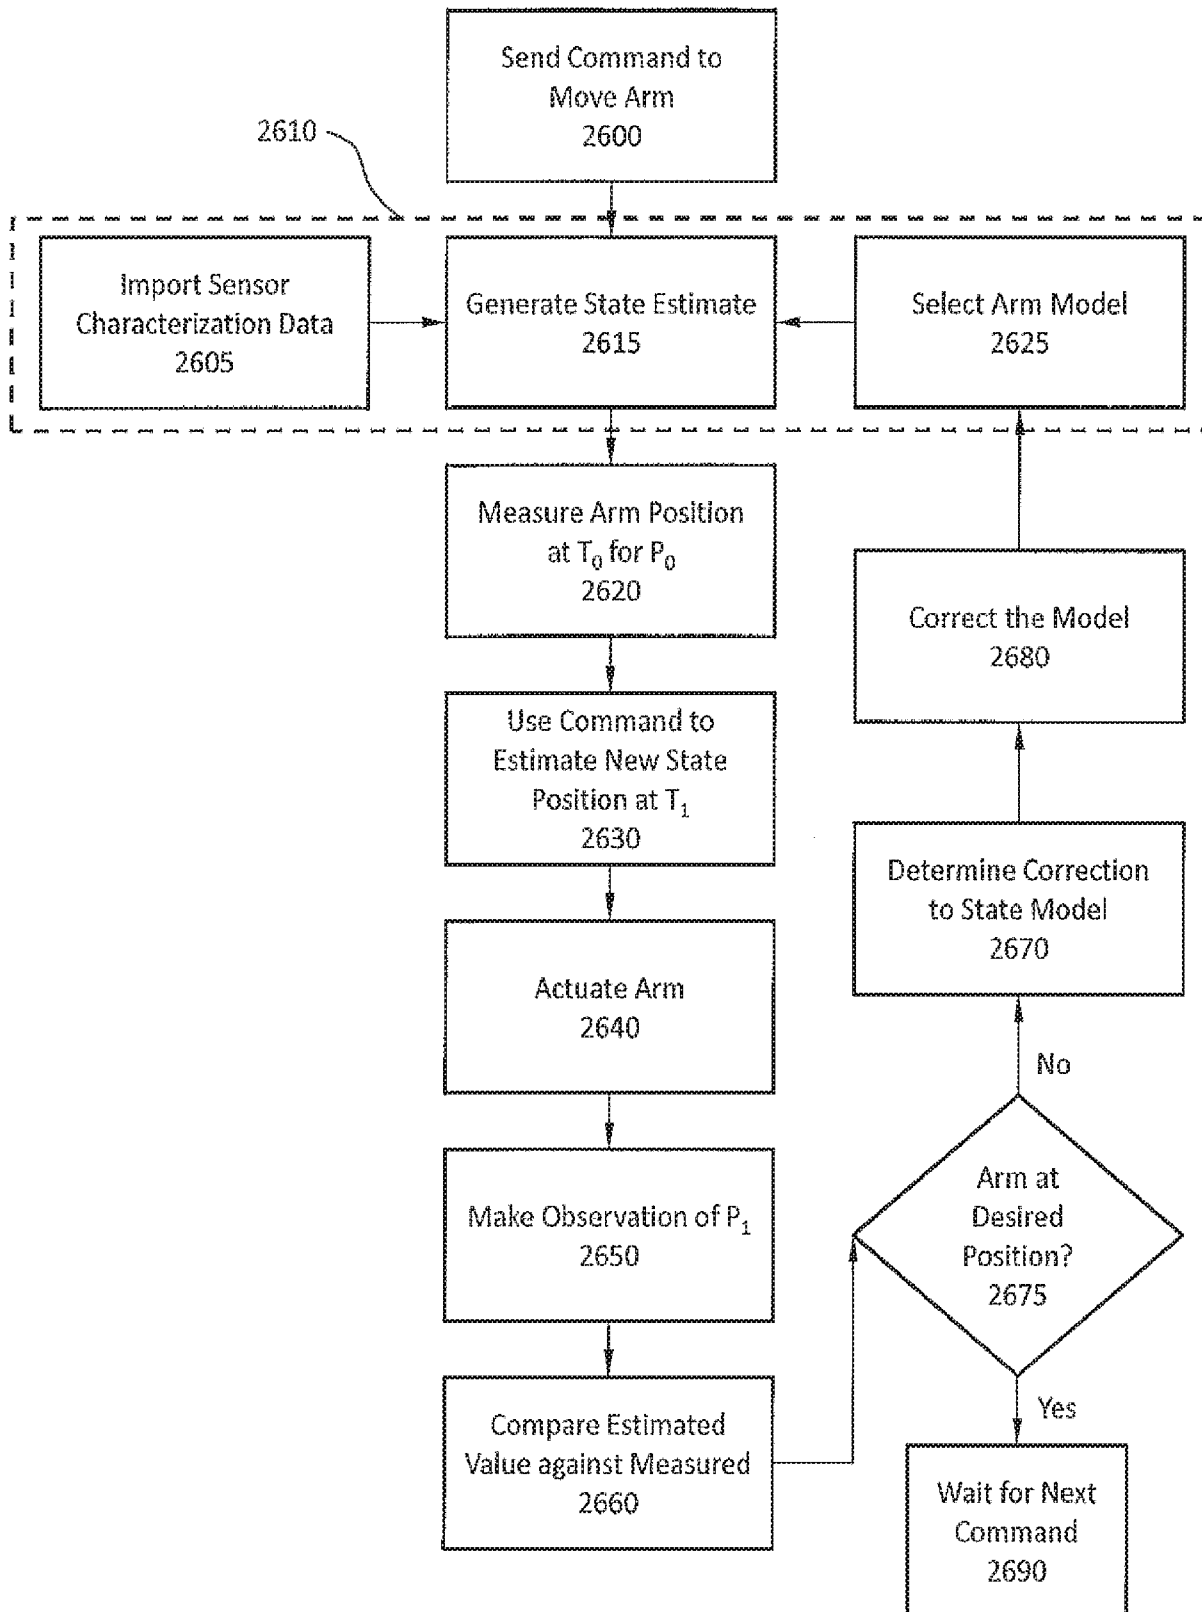 Send Command to
Move Arm
2600
2610
Import Sensor
Characterization Data
2605
Generate State Estimate
2615
Select Arm Model
2625
Measure Arm Position
at T₀ for P₀
2620
Correct the Model
2680
Use Command to
Estimate New State
Position at T₁
2630
Determine Correction
to State Model
2670
Actuate Arm
2640
No
Make Observation of P₁
2650
Arm at
Desired
Position?
2675
Yes
Compare Estimated
Value against Measured
2660
Wait for Next
Command
2690